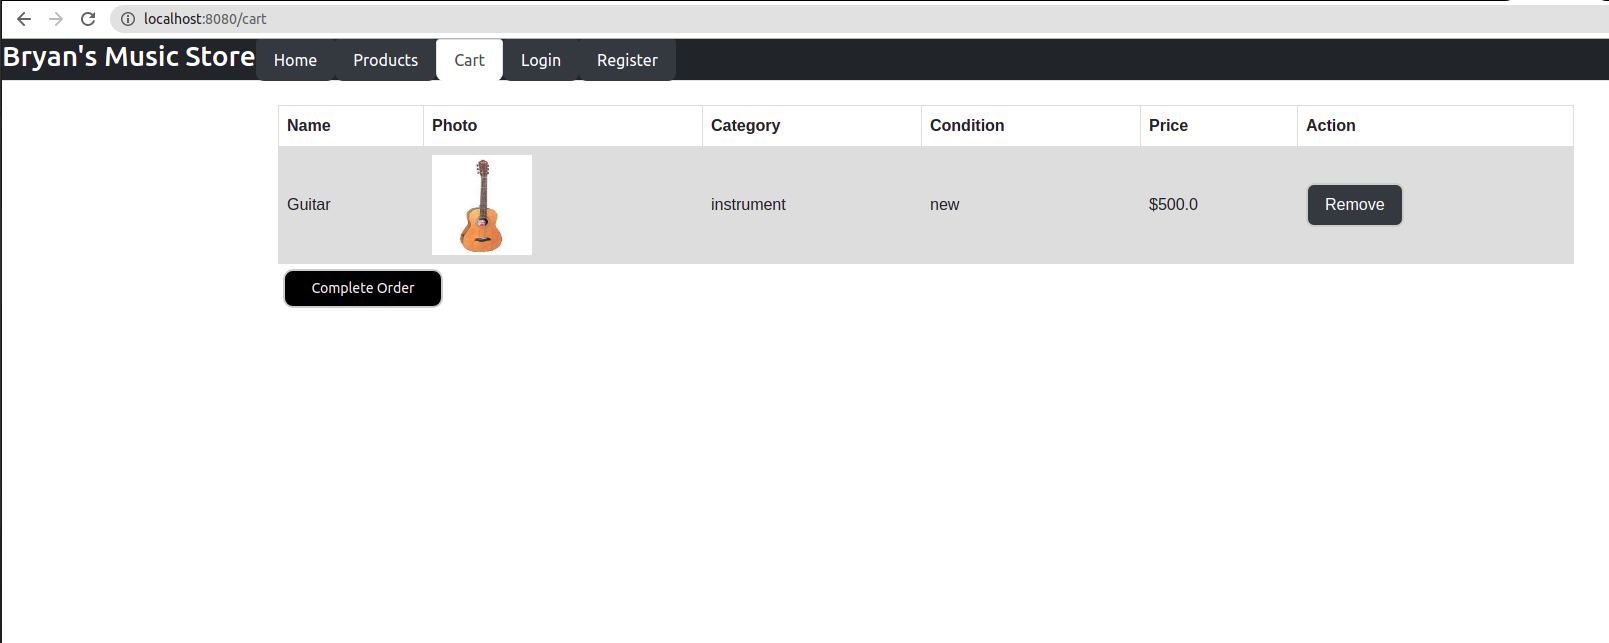 localhost:8080/cart
Bryan's Music Store Home Products Cart Login Register
Name Photo Category Condition Price Action
Guitar instrument new $500.0 Remove
Complete Order